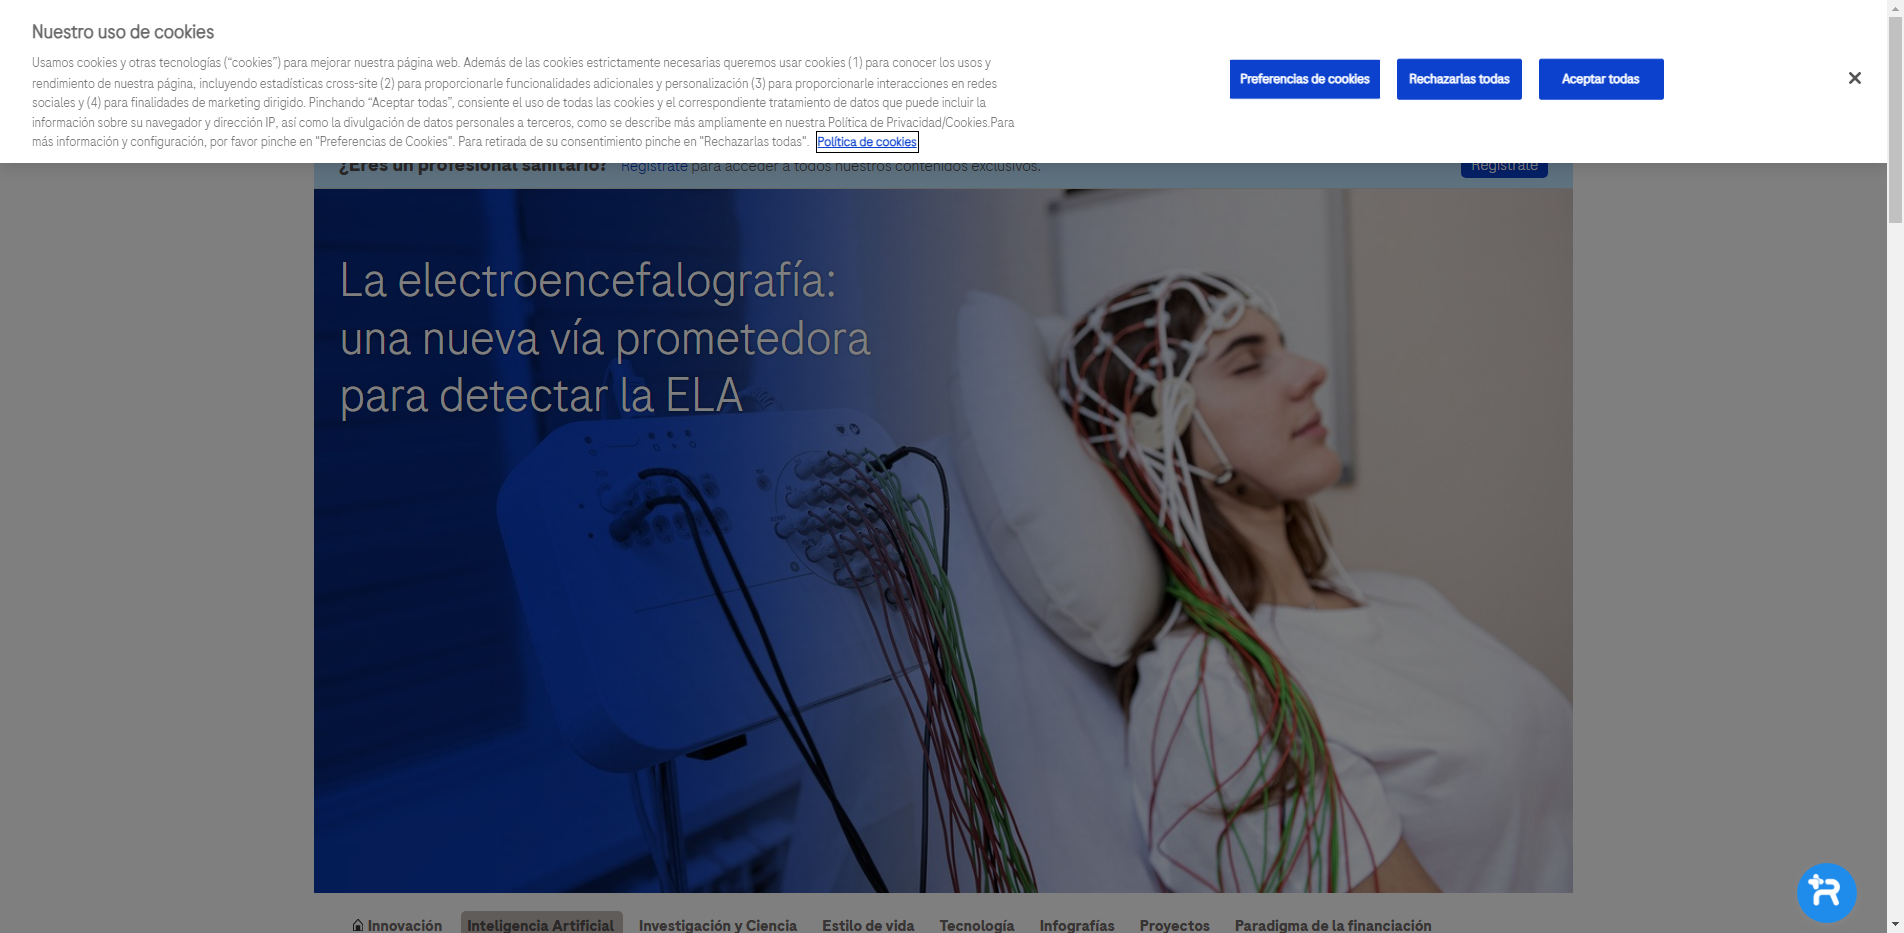 Nuestro uso de cookies
Usamos cookies y otras tecnologías (“cookies”) para mejorar nuestra página web. Además de las cookies estrictamente necesarias queremos usar cookies (1) para conocer los usos y
rendimiento de nuestra página, incluyendo estadísticas cross-site (2) para proporcionarle funcionalidades adicionales y personalización (3) para proporcionarle interacciones en redes
sociales y (4) para finalidades de marketing dirigido. Pinchando “Aceptar todas”, consiente el uso de todas las cookies y el correspondiente tratamiento de datos que puede incluir la
información sobre su navegador y dirección IP, así como la divulgación de datos personales a terceros, como se describe más ampliamente en nuestra Política de Privacidad/Cookies.Para
más información y configuración, por favor pinche en "Preferencias de Cookies". Para retirada de su consentimiento pinche en "Rechazarlas todas". Política de cookies
Preferencias de cookies Rechazarlas todas Aceptar todas
¿Eres un profesional sanitario? Regístrate para acceder a todos nuestros contenidos exclusivos. Regístrate
La electroencefalografía:
una nueva vía prometedora
para detectar la ELA
Innovación Inteligencia Artificial Investigación y Ciencia Estilo de vida Tecnología Infografías Proyectos Paradigma de la financiación